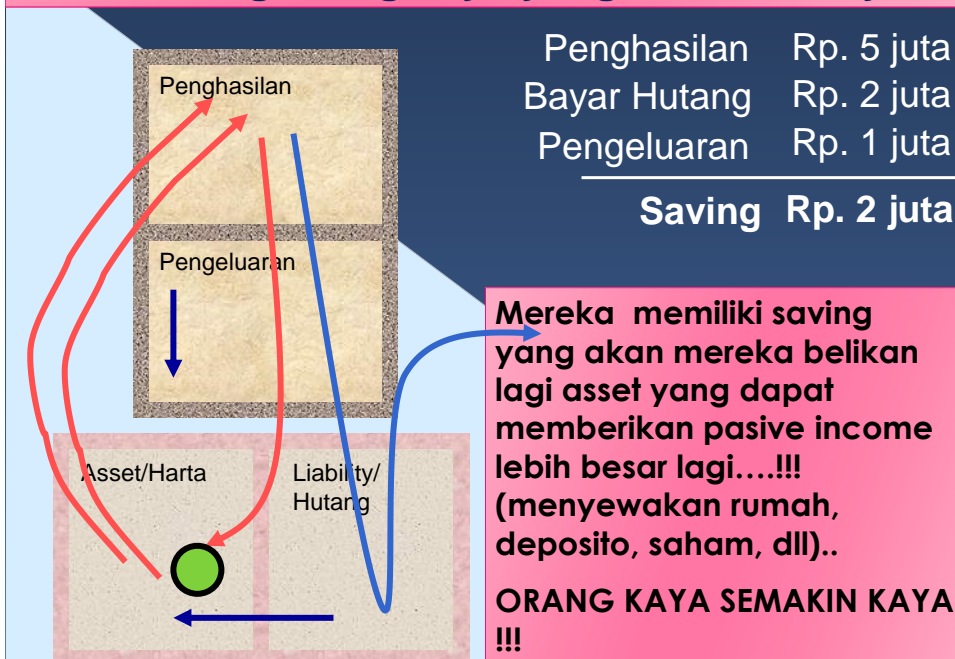 Penghasilan Rp. 5 juta
Bayar Hutang Rp. 2 juta
Pengeluaran Rp. 1 juta
Saving Rp. 2 juta
Penghasilan
Pengeluaran
Asset/Harta
Liability/
Hutang
Mereka memiliki saving
yang akan mereka belikan
lagi asset yang dapat
memberikan pasive income
lebih besar lagi....!!!
(menyewakan rumah,
deposito, saham, dll)..
ORANG KAYA SEMAKIN KAYA
!!!